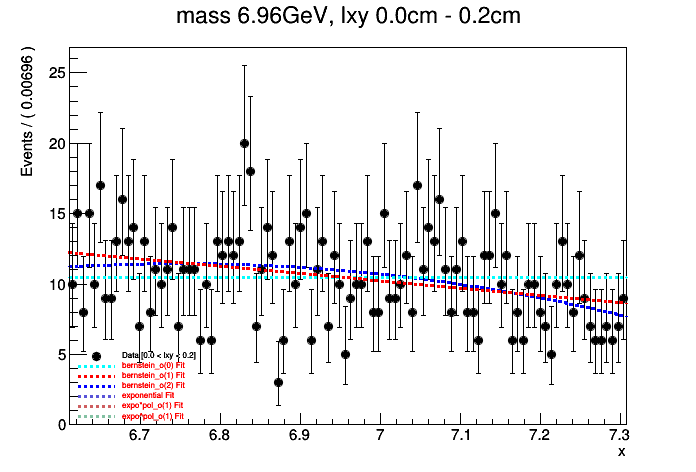 mass 6.96GeV, lxy 0.0cm - 0.2cm
Events / ( 0.00696 )
25
20
15
10
5
0
Data [0.0 < lxy < 0.2]
bernstein_o(0) Fit
bernstein_o(1) Fit
bernstein_o(2) Fit
exponential Fit
expo*pol_o(1) Fit
expo*pol_o(1) Fit
6.7 6.8 6.9 7 7.1 7.2 7.3
x